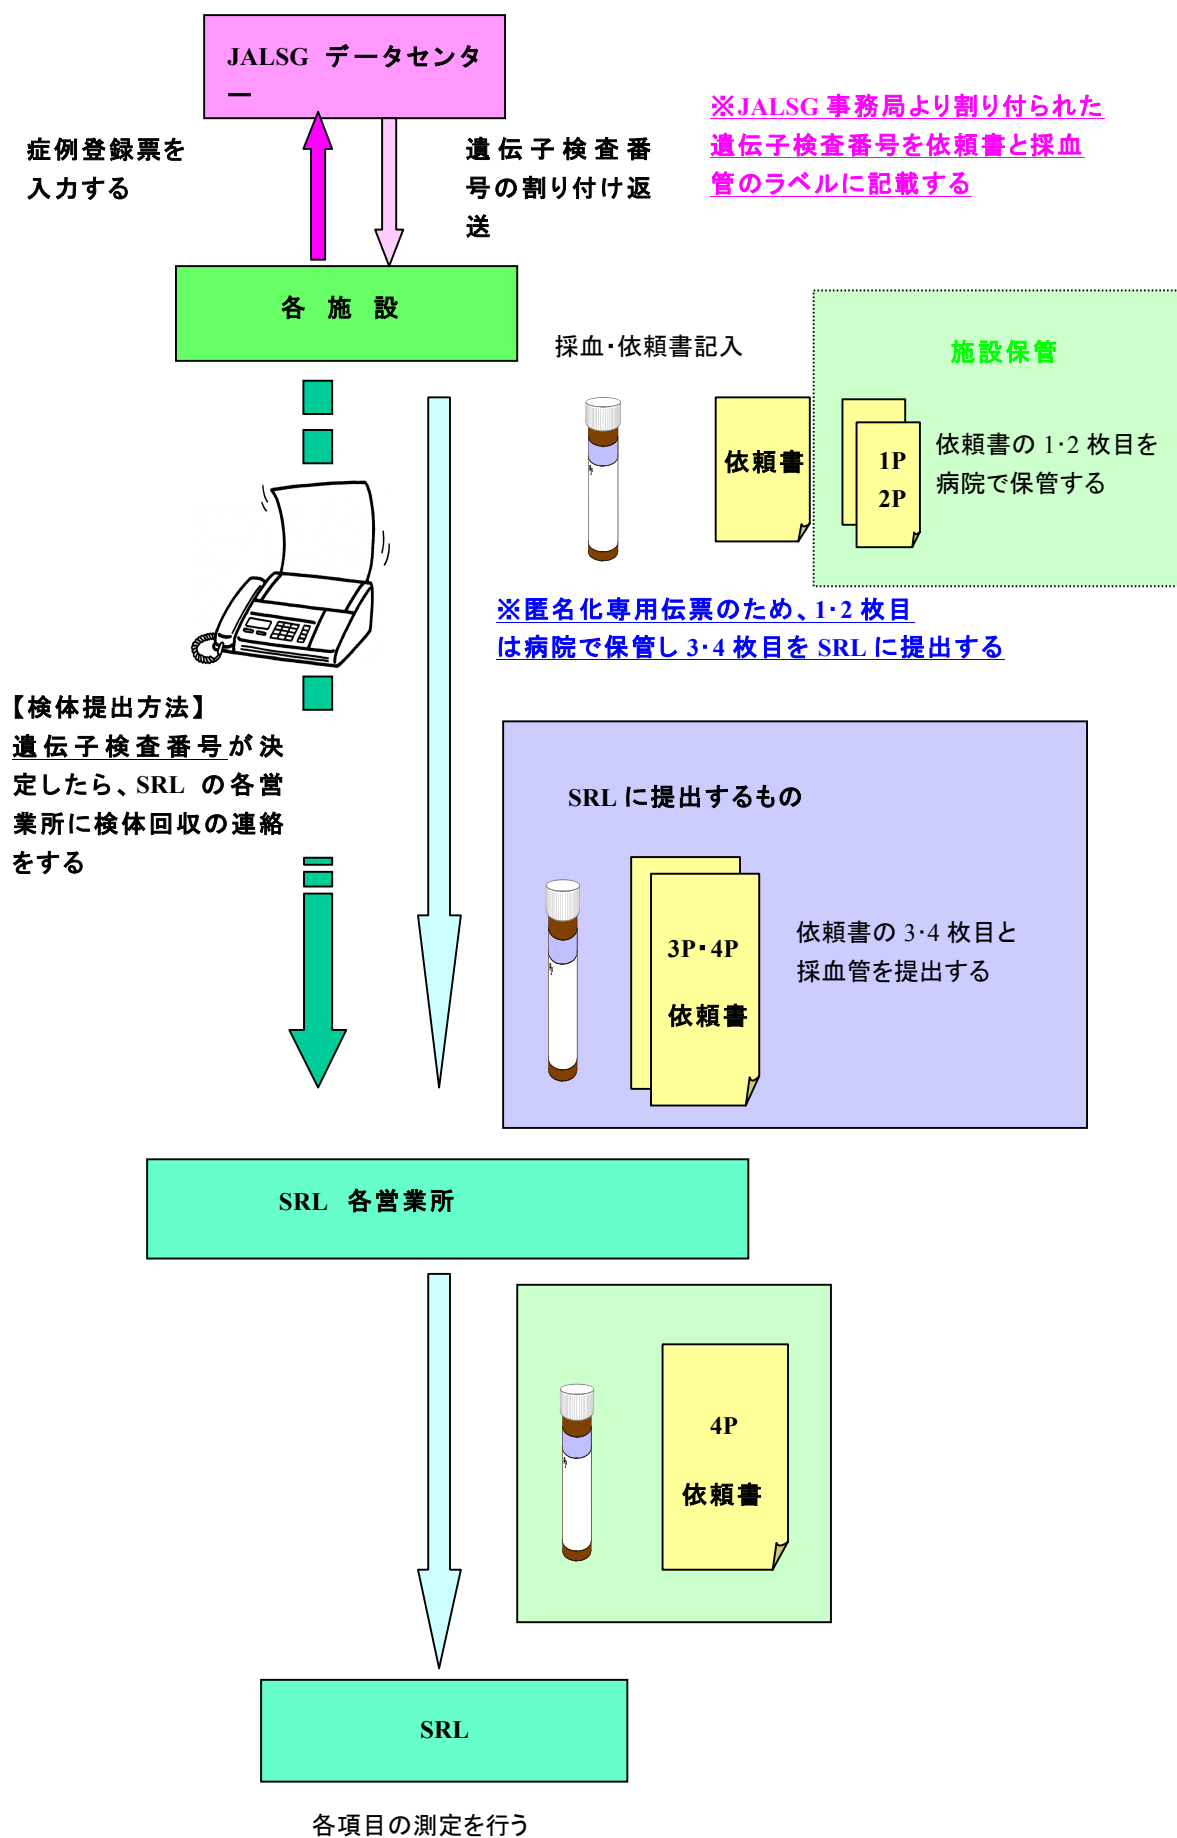 JALSG データセンタ
ー
※JALSG 事務局より割り付られた
遺伝子検査番号を依頼書と採血
管のラベルに記載する
症例登録票を
入力する
遺伝子検査番
号の割り付け返
送
各 施 設
採血・依頼書記入
施設保管
依頼書
1P
2P
依頼書の 1・2 枚目を
病院で保管する
※匿名化専用伝票のため、1・2 枚目
は病院で保管し 3・4 枚目を SRL に提出する
【検体提出方法】
遺伝子検査番号が決
定したら、SRL の各営
業所に検体回収の連絡
をする
SRL に提出するもの
3P・4P
依頼書
依頼書の 3・4 枚目と
採血管を提出する
SRL 各営業所
4P
依頼書
SRL
各項目の測定を行う